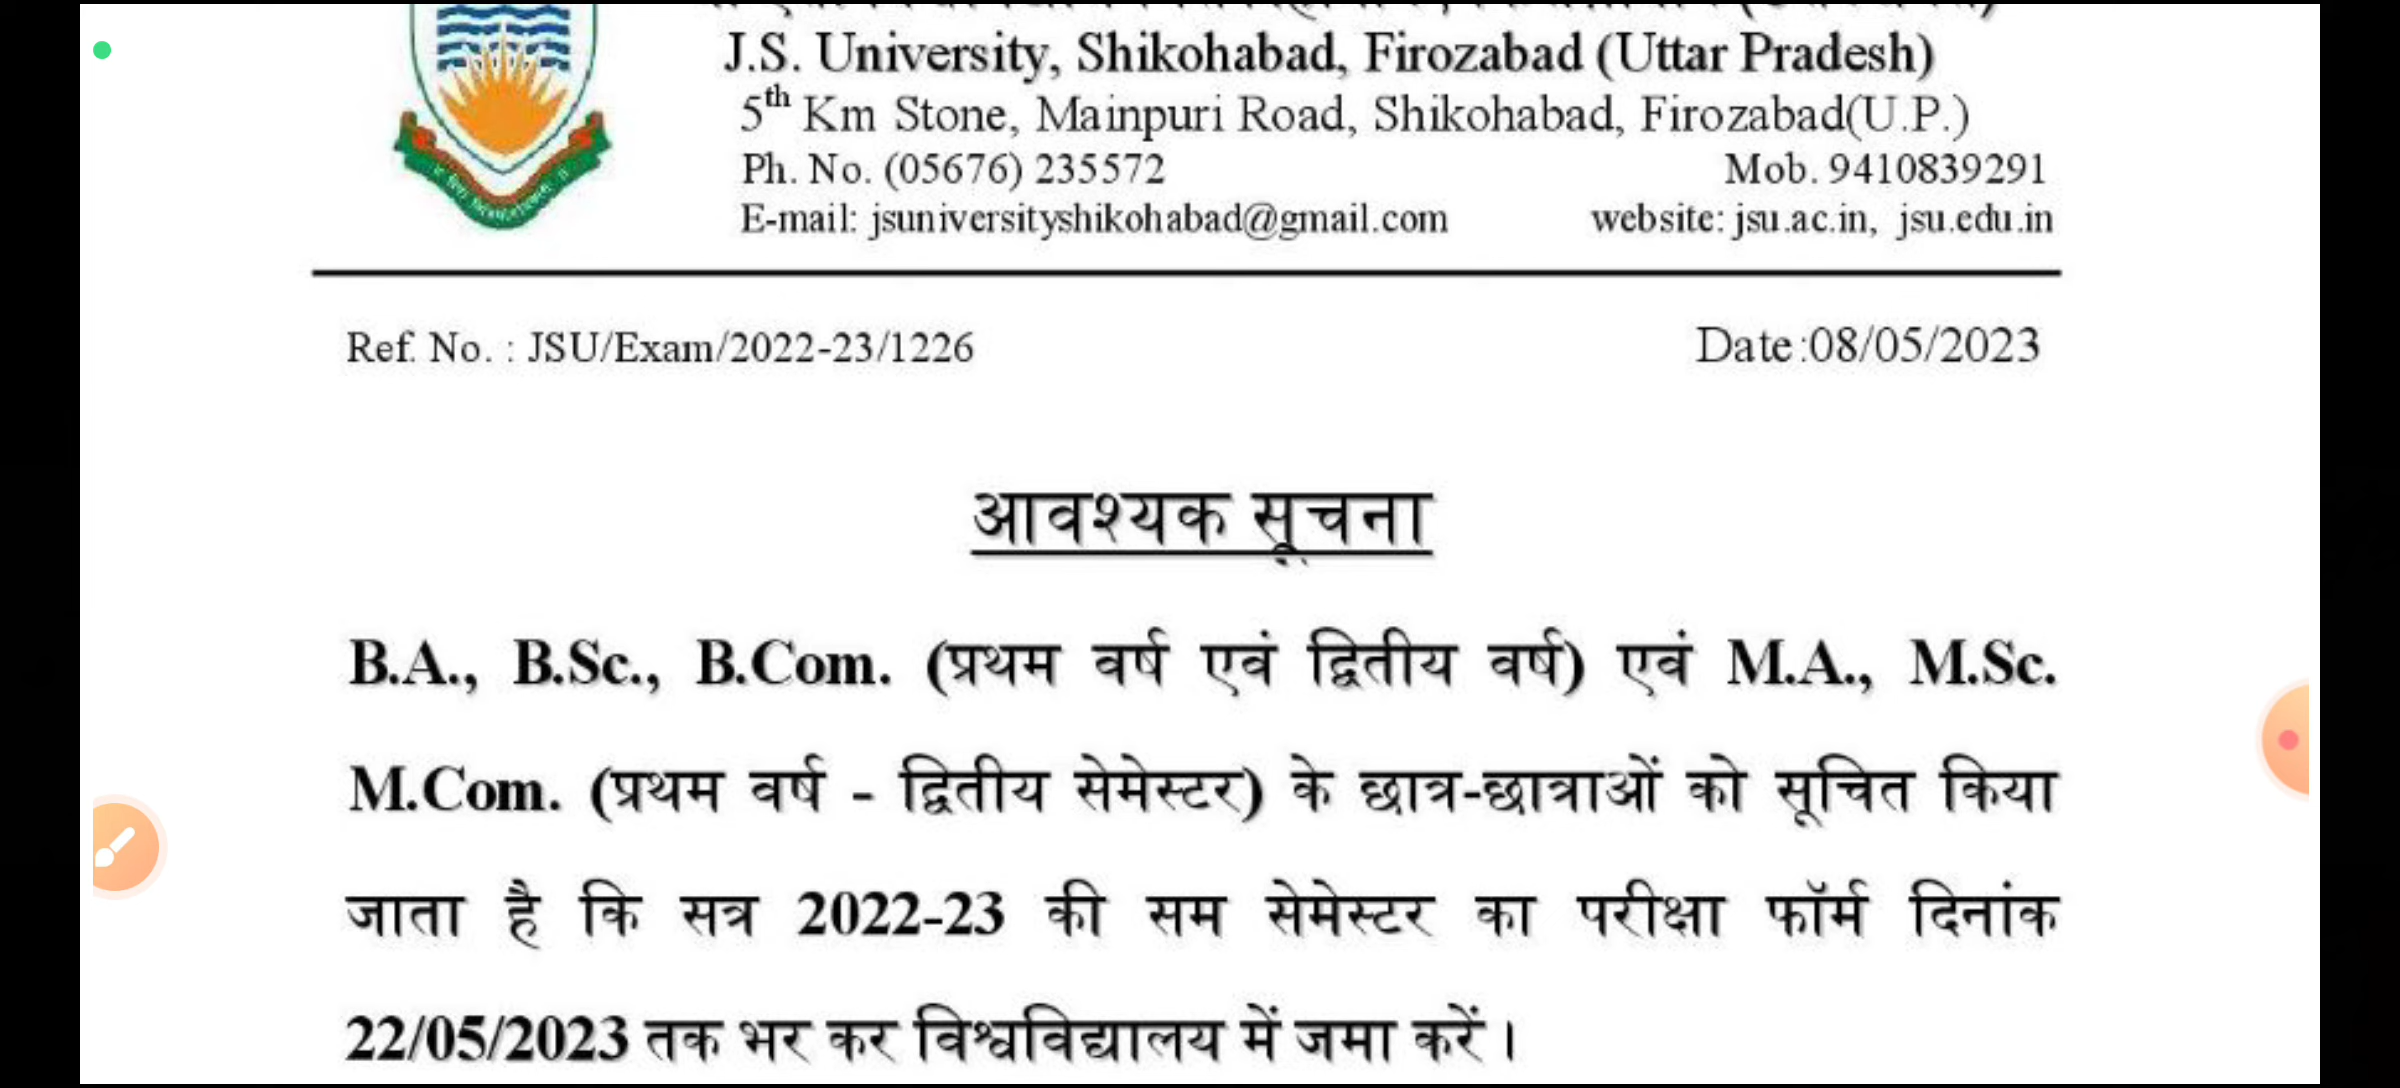 J.S. University, Shikohabad, Firozabad (Uttar Pradesh)
5th Km Stone, Mainpuri Road, Shikohabad, Firozabad(U.P.)
Ph. No. (05676) 235572 Mob. 9410839291
E-mail: jsuniversityshikohabad@gmail.com website: jsu.ac.in, jsu.edu.in
Ref. No. : JSU/Exam/2022-23/1226 Date:08/05/2023
आवश्यक सूचना
B.A., B.Sc., B.Com. (प्रथम वर्ष एवं द्वितीय वर्ष) एवं M.A., M.Sc.
M.Com. (प्रथम वर्ष - द्वितीय सेमेस्टर) के छात्र-छात्राओं को सूचित किया
जाता है कि सत्र 2022-23 की सम सेमेस्टर का परीक्षा फॉर्म दिनांक
22/05/2023 तक भर कर विश्वविद्यालय में जमा करें।